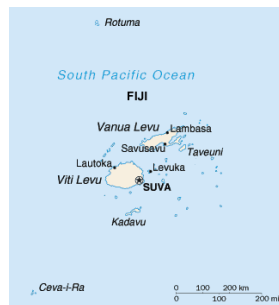 Rotuma
South Pacific Ocean
FIJI
Vanua Levu
Lambasa
Savusavu
Taveuni
Lautoka
Levuka
Viti Levu
SUVA
Kadavu
Ceva-i-Ra
0 100 200 km
0 100 200 mi